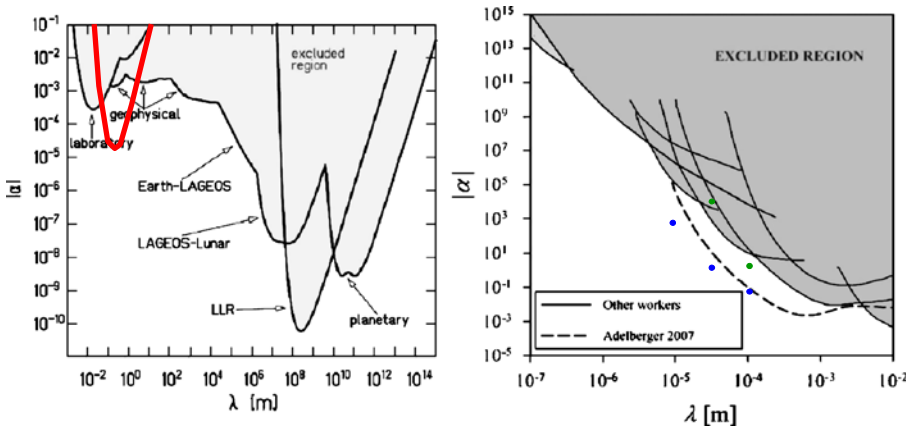 10⁻¹
10⁻²
10⁻³
10⁻⁴
10⁻⁵
10⁻⁶
10⁻⁷
10⁻⁸
10⁻⁹
10⁻¹⁰
|α|
excluded
region
geophysical
laboratory
Earth-LAGEOS
LAGEOS-Lunar
LLR
planetary
10⁻² 10⁰ 10² 10⁴ 10⁶ 10⁸ 10¹⁰ 10¹² 10¹⁴
λ [m]
10¹⁵
10¹³
10¹¹
10⁹
10⁷
10⁵
10³
10¹
10⁻¹
10⁻³
10⁻⁵
|α|
EXCLUDED REGION
Other workers
Adelberger 2007
10⁻⁷ 10⁻⁶ 10⁻⁵ 10⁻⁴ 10⁻³ 10⁻²
λ [m]